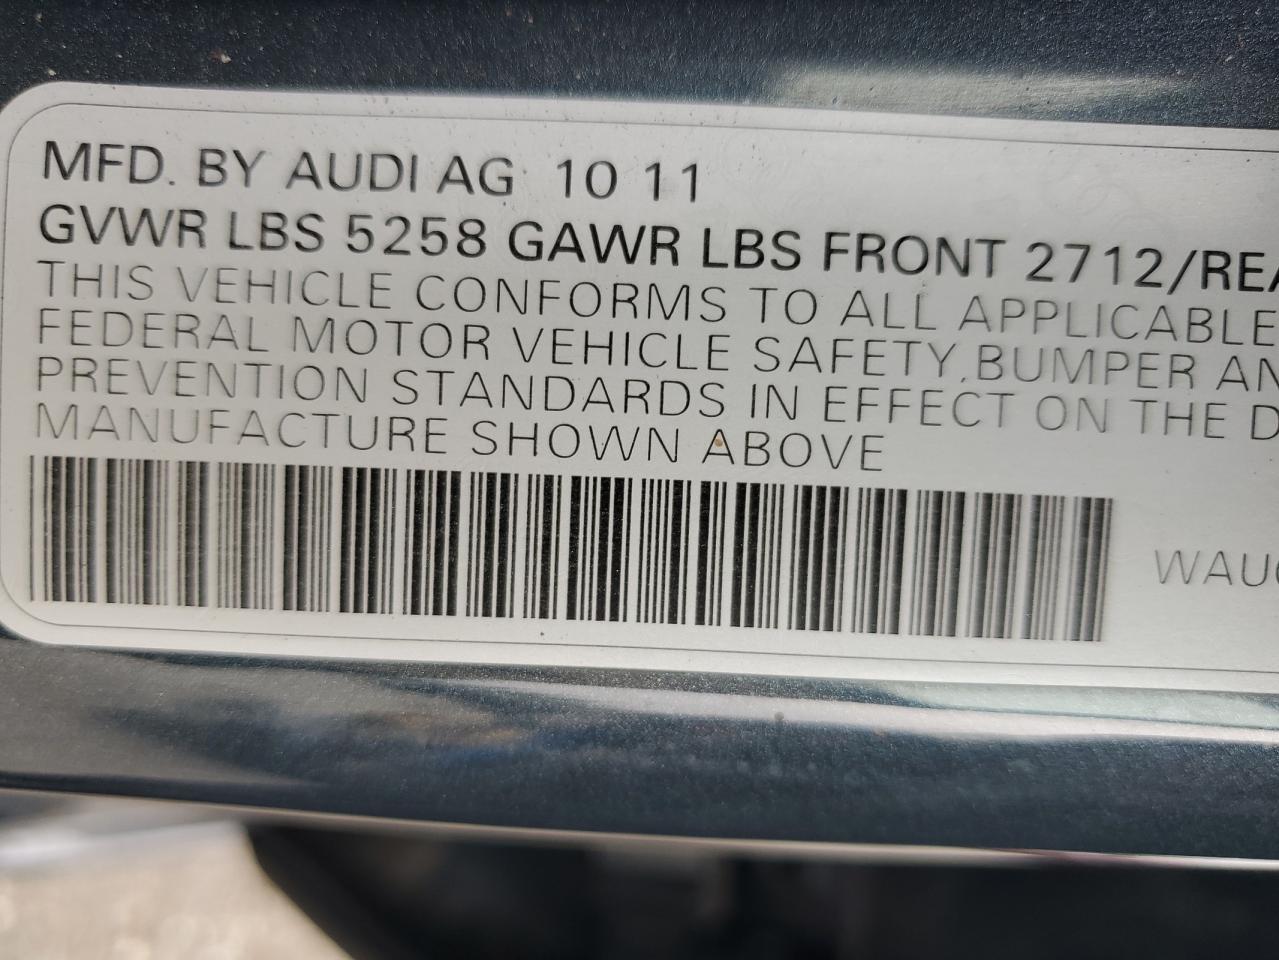 MFD. BY AUDI AG 10 11
GVWR LBS 5258 GAWR LBS FRONT 2712/REA
THIS VEHICLE CONFORMS TO ALL APPLICABLE
FEDERAL MOTOR VEHICLE SAFETY,BUMPER AN
PREVENTION STANDARDS IN EFFECT ON THE D
MANUFACTURE SHOWN ABOVE
WAU